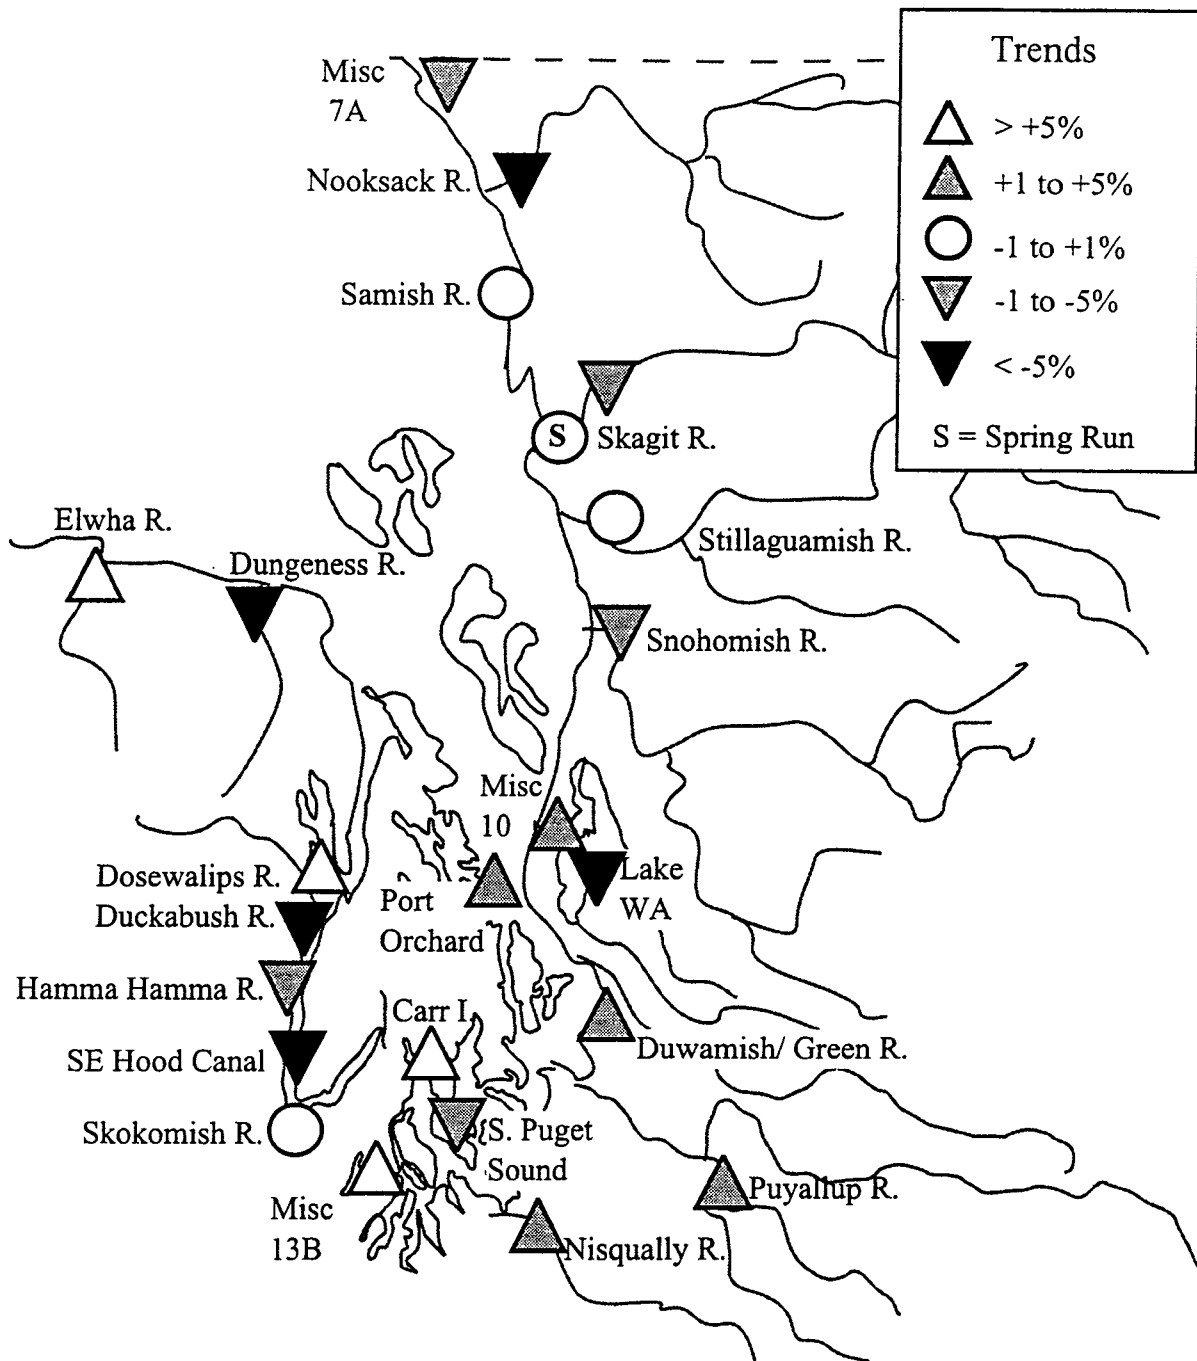 Trends
> +5%
+1 to +5%
-1 to +1%
-1 to -5%
< -5%
S = Spring Run
Misc
7A
Nooksack R.
Samish R.
S
Skagit R.
Elwha R.
Stillaguamish R.
Dungeness R.
Snohomish R.
Misc
10
Dosewalips R.
Lake
WA
Duckabush R.
Port
Orchard
Hamma Hamma R.
Carr I.
SE Hood Canal
Duwamish/ Green R.
Skokomish R.
S. Puget
Sound
Puyallup R.
Misc
13B
Nisqually R.